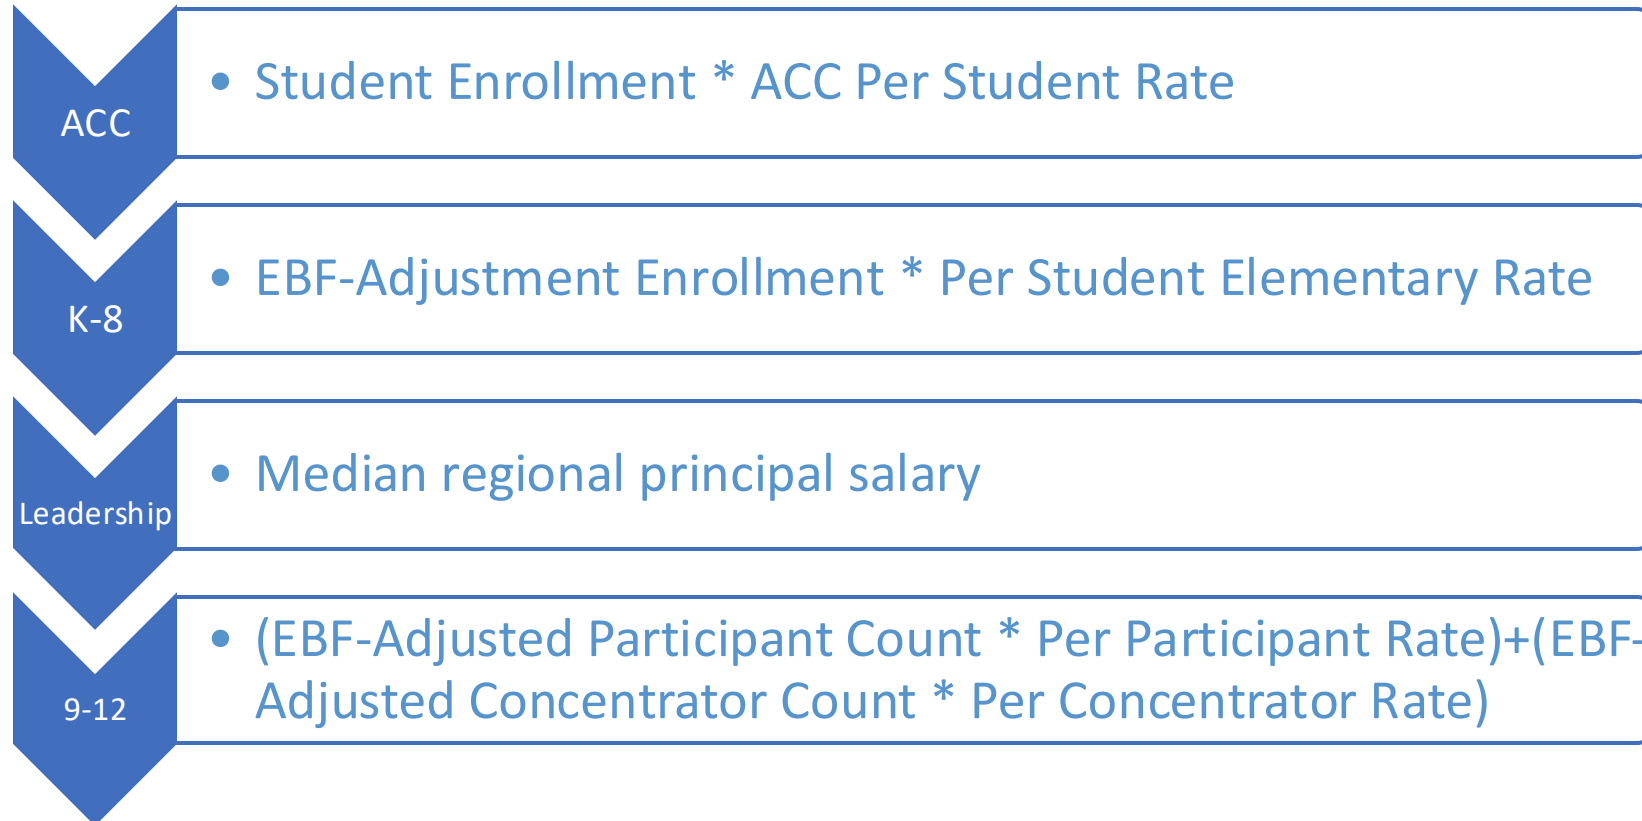 ACC
• Student Enrollment * ACC Per Student Rate
K-8
• EBF-Adjustment Enrollment * Per Student Elementary Rate
Leadership
• Median regional principal salary
9-12
• (EBF-Adjusted Participant Count * Per Participant Rate)+(EBF-
Adjusted Concentrator Count * Per Concentrator Rate)